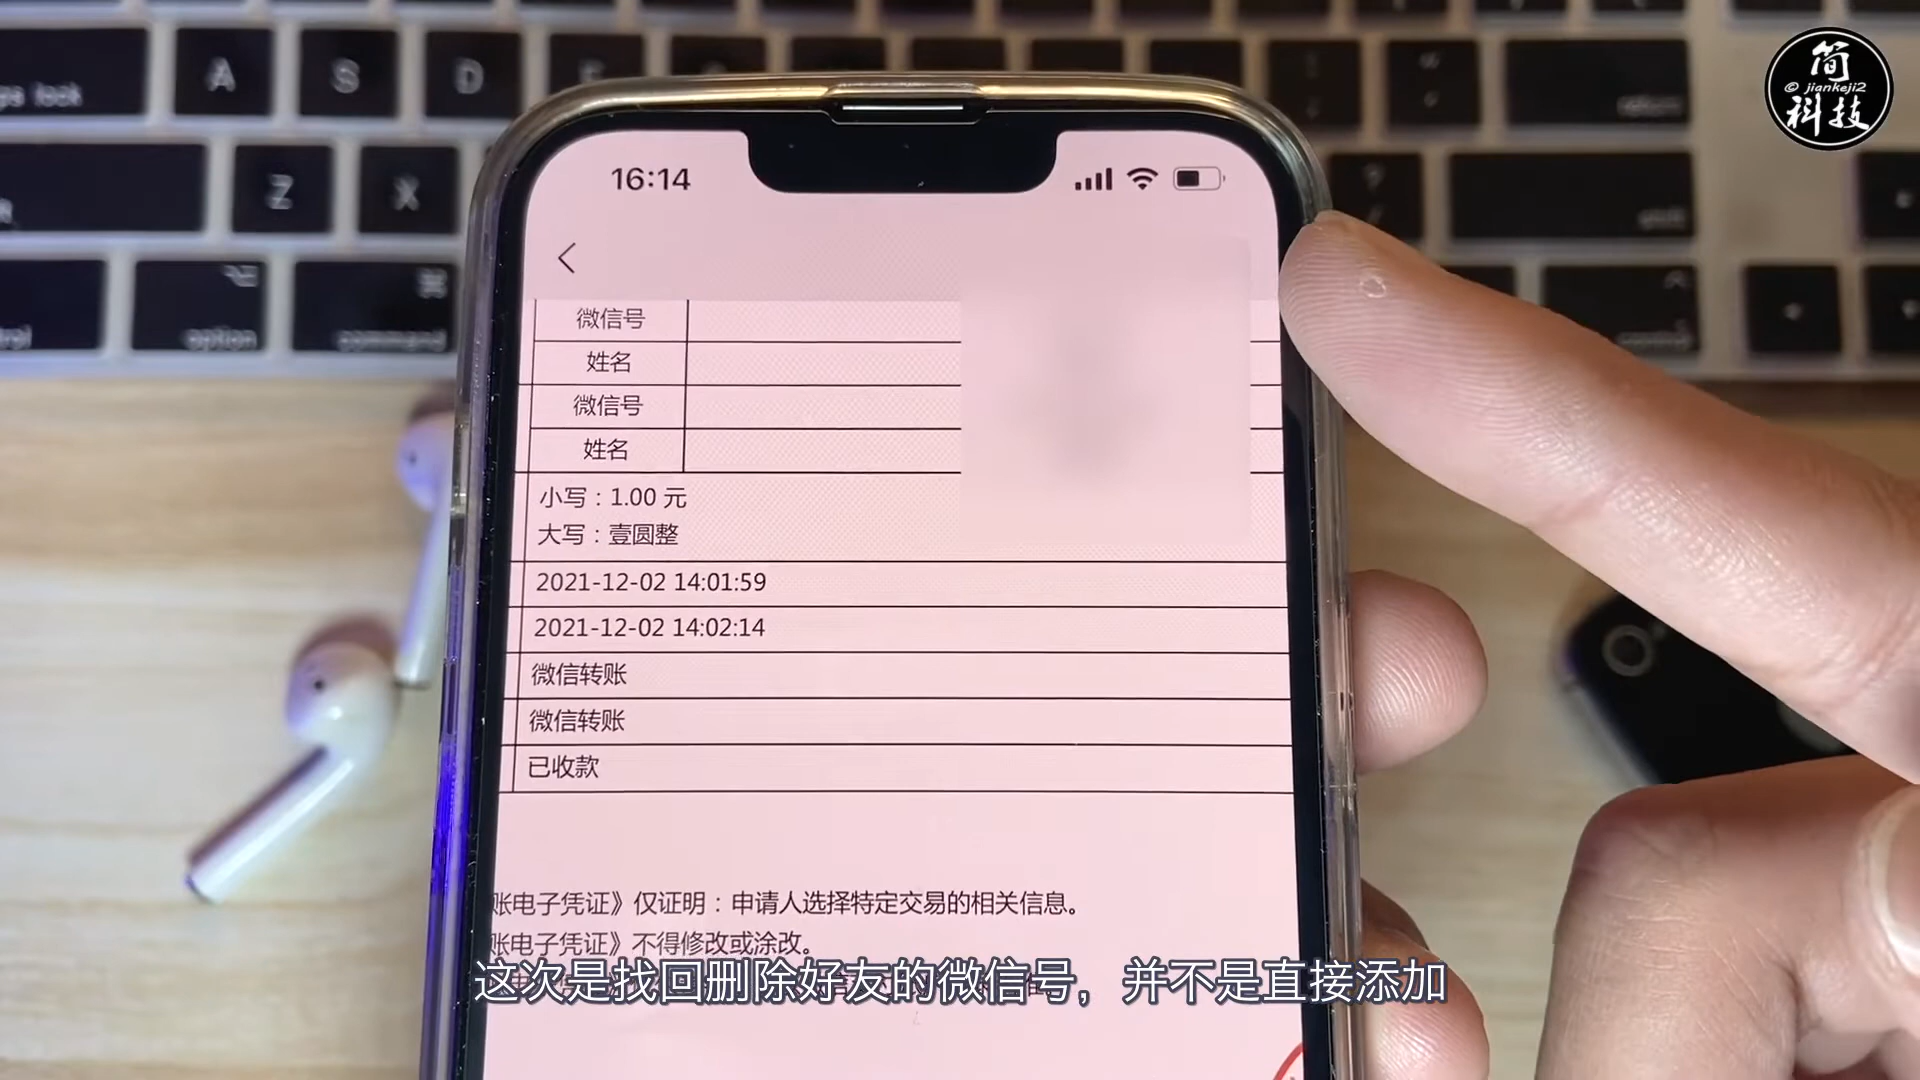 A
S
D
Z
X
option
command
16:14
简
© jiankeji2
科技
微信号
姓名
微信号
姓名
小写：1.00 元
大写：壹圆整
2021-12-02 14:01:59
2021-12-02 14:02:14
微信转账
微信转账
已收款
账电子凭证》仅证明：申请人选择特定交易的相关信息。
账电子凭证》不得修改或涂改。
这次是找回删除好友的微信号，并不是直接添加